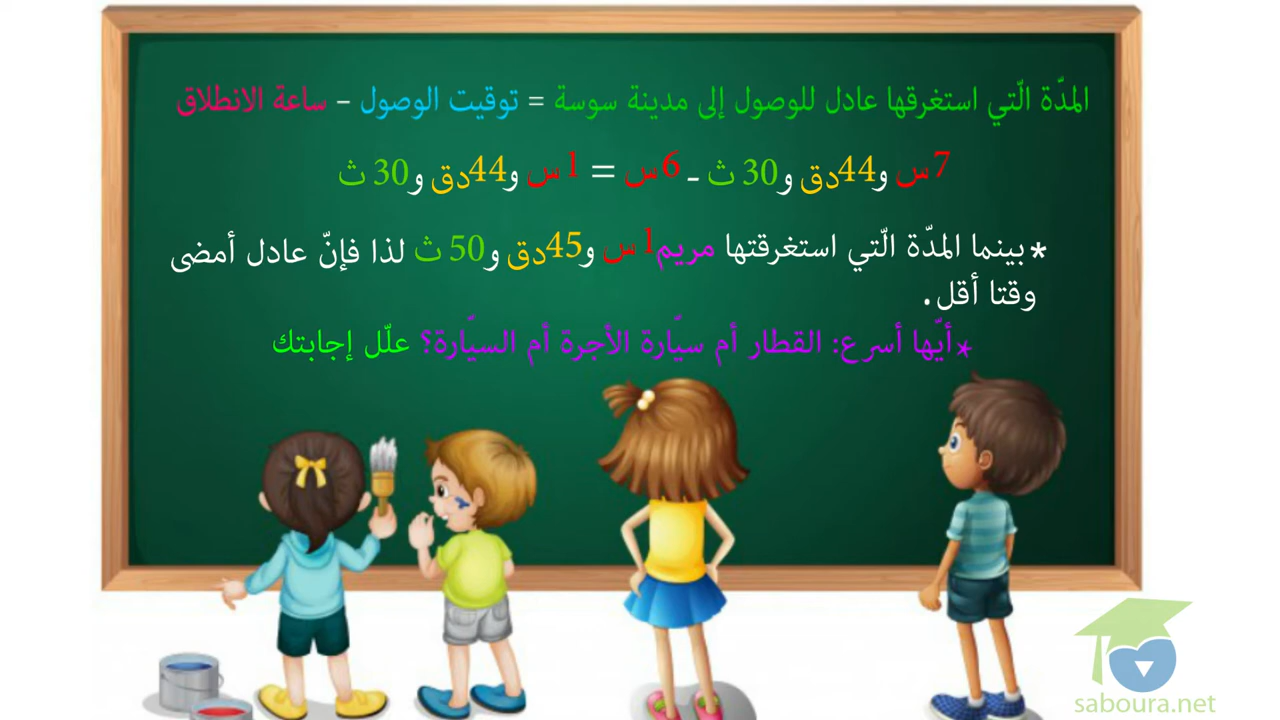 المدّة الّتي استغرقها عادل للوصول إلى مدينة سوسة = توقيت الوصول - ساعة الانطلاق
7س و44دق و30 ث - 6س = 1س و44دق و30 ث
*بينما المدّة الّتي استغرقتها مريم1س و45دق و50 ث لذا فإنّ عادل أمضى
وقتا أقل.
*أيّها أسرع: القطار أم سيّارة الأجرة أم السيّارة؟ علّل إجابتك
saboura.net